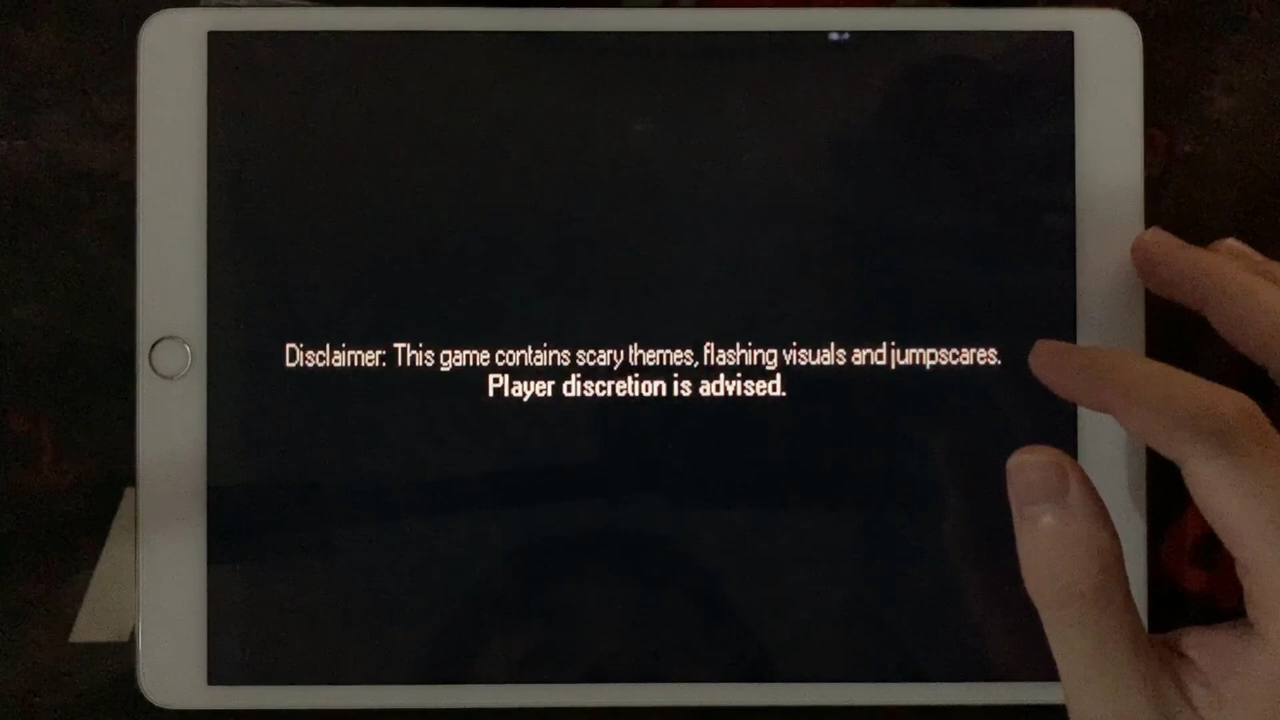 Disclaimer: This game contains scary themes, flashing visuals and jumpscares.
Player discretion is advised.